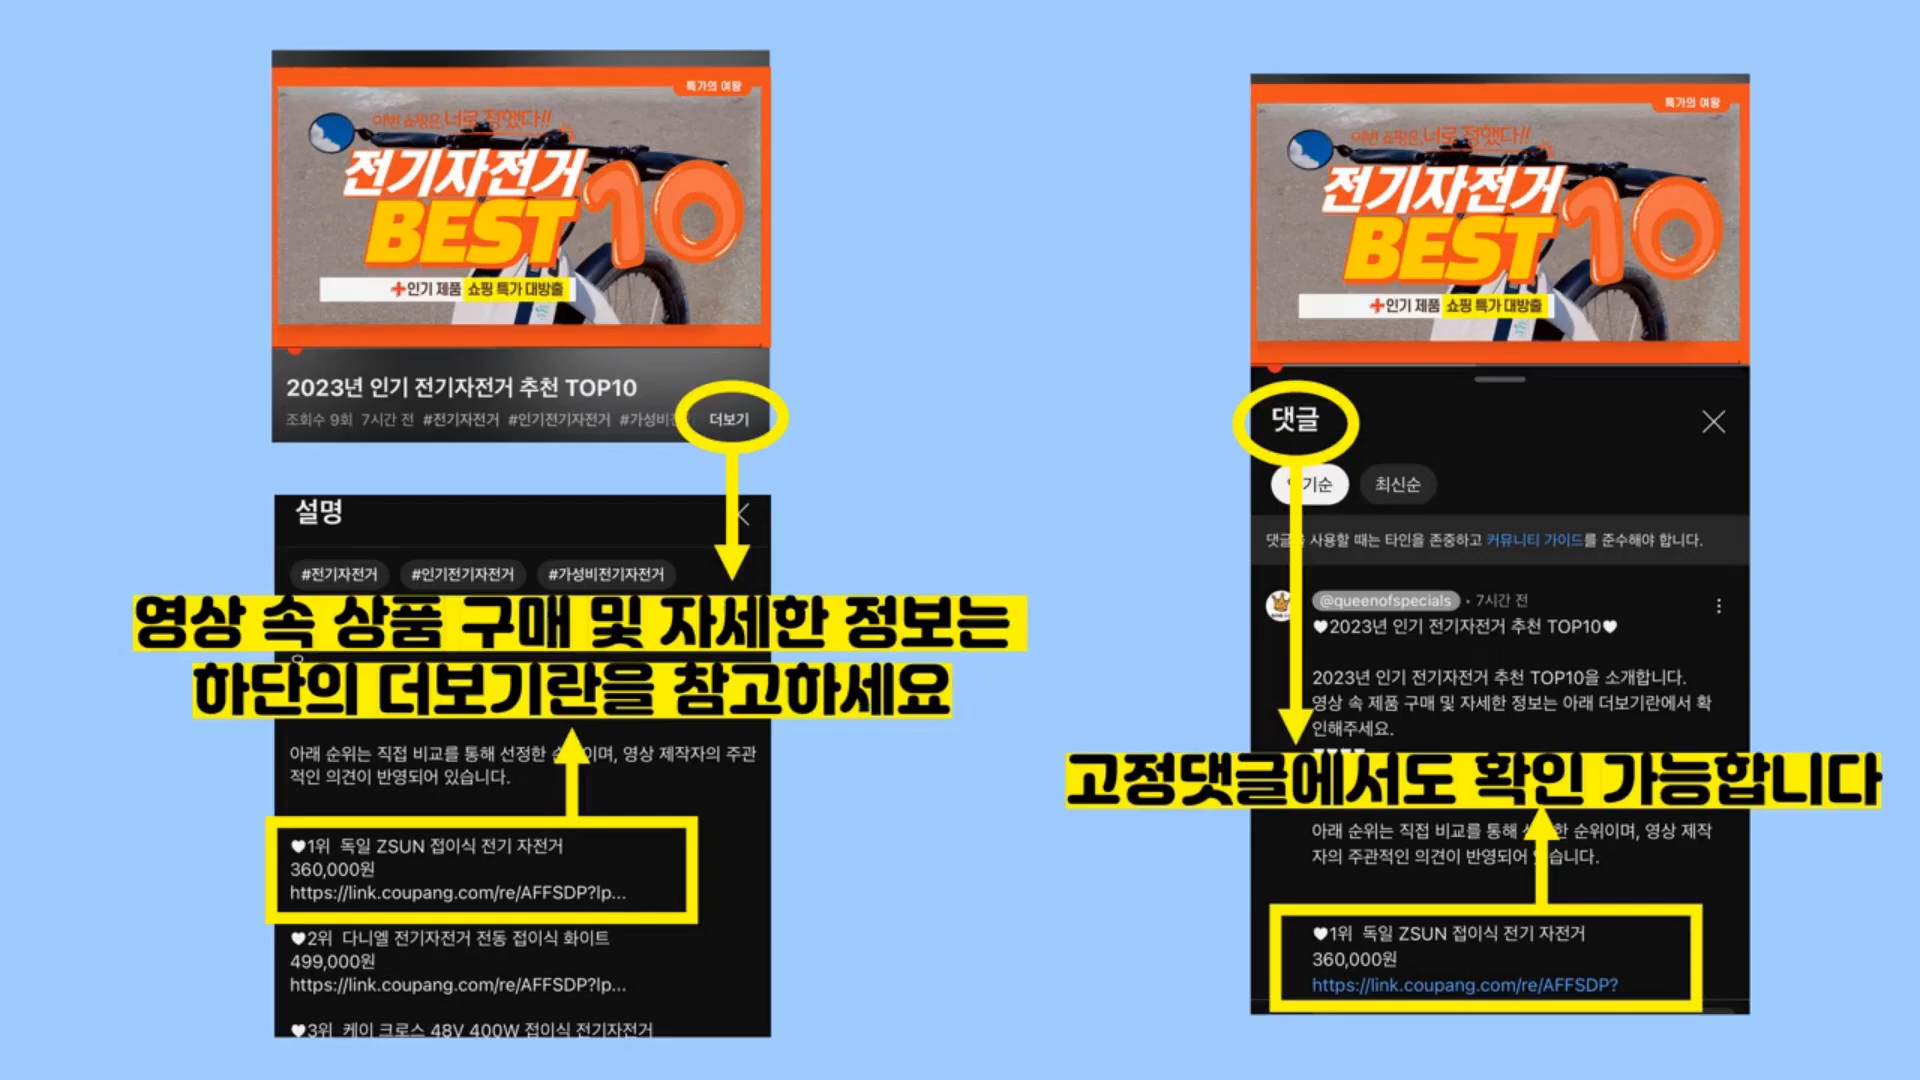 특가의 여왕
이번 쇼핑은 너로 정했다!!
전기자전거
BEST 10
+인기 제품 쇼핑 특가 대방출
2023년 인기 전기자전거 추천 TOP10
조회수 9회 7시간 전 #전기자전거 #인기전기자전거 #가성비전
더보기
설명
#전기자전거 #인기전기자전거 #가성비전기자전거
영상 속 상품 구매 및 자세한 정보는
하단의 더보기란을 참고하세요
아래 순위는 직접 비교를 통해 선정한 순위이며, 영상 제작자의 주관
적인 의견이 반영되어 있습니다.
♥1위 독일 ZSUN 접이식 전기 자전거
360,000원
https://link.coupang.com/re/AFFSDP?lp...
♥2위 다니엘 전기자전거 전동 접이식 화이트
499,000원
https://link.coupang.com/re/AFFSDP?lp...
♥3위 케이 크로스 48V 400W 접이식 전기자전거
특가의 여왕
이번 쇼핑은 너로 정했다!!
전기자전거
BEST 10
+인기 제품 쇼핑 특가 대방출
댓글
인기순 최신순
댓글을 사용할 때는 타인을 존중하고 커뮤니티 가이드를 준수해야 합니다.
@queenofspecials · 7시간 전
♥2023년 인기 전기자전거 추천 TOP10♥
2023년 인기 전기자전거 추천 TOP10을 소개합니다.
영상 속 제품 구매 및 자세한 정보는 아래 더보기란에서 확
인해주세요.
고정댓글에서도 확인 가능합니다
아래 순위는 직접 비교를 통해 선정한 순위이며, 영상 제작
자의 주관적인 의견이 반영되어 있습니다.
♥1위 독일 ZSUN 접이식 전기 자전거
360,000원
https://link.coupang.com/re/AFFSDP?